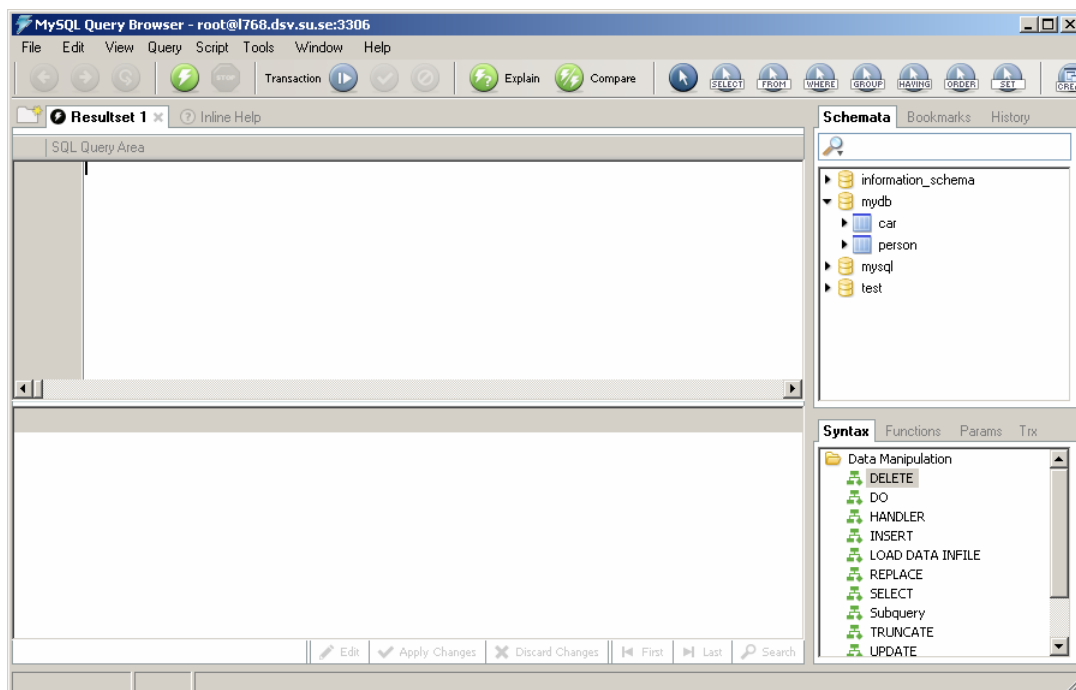 MySQL Query Browser - root@l768.dsv.su.se:3306
File Edit View Query Script Tools Window Help
STOP Transaction Explain Compare SELECT FROM WHERE GROUP HAVING ORDER SET CREA
Resultset 1 Inline Help
SQL Query Area
Schemata Bookmarks History
information_schema
mydb
car
person
mysql
test
Syntax Functions Params Trx
Data Manipulation
DELETE
DO
HANDLER
INSERT
LOAD DATA INFILE
REPLACE
SELECT
Subquery
TRUNCATE
UPDATE
Edit Apply Changes Discard Changes First Last Search